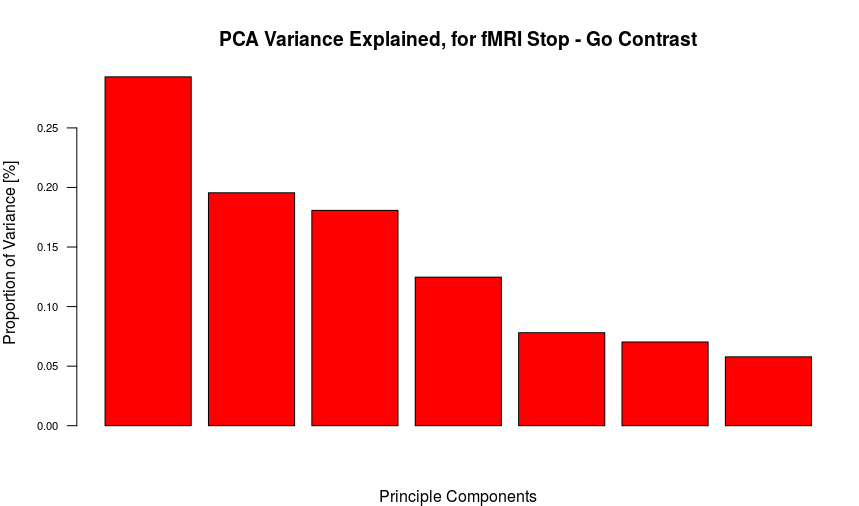 PCA Variance Explained, for fMRI Stop - Go Contrast
Proportion of Variance [%]
0.25
0.20
0.15
0.10
0.05
0.00
Principle Components